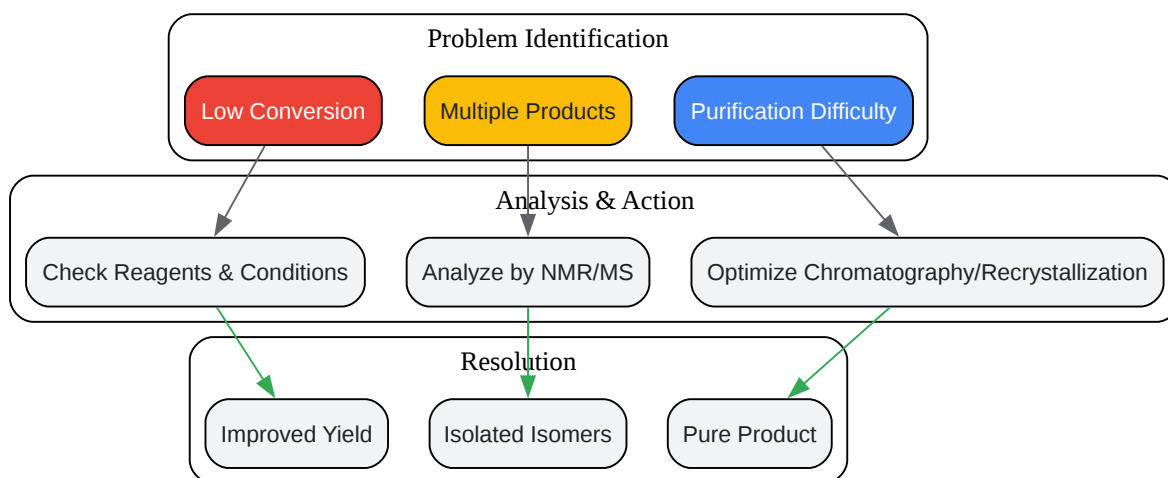 Problem Identification
Low Conversion
Multiple Products
Purification Difficulty
Analysis & Action
Check Reagents & Conditions
Analyze by NMR/MS
Optimize Chromatography/Recrystallization
Resolution
Improved Yield
Isolated Isomers
Pure Product